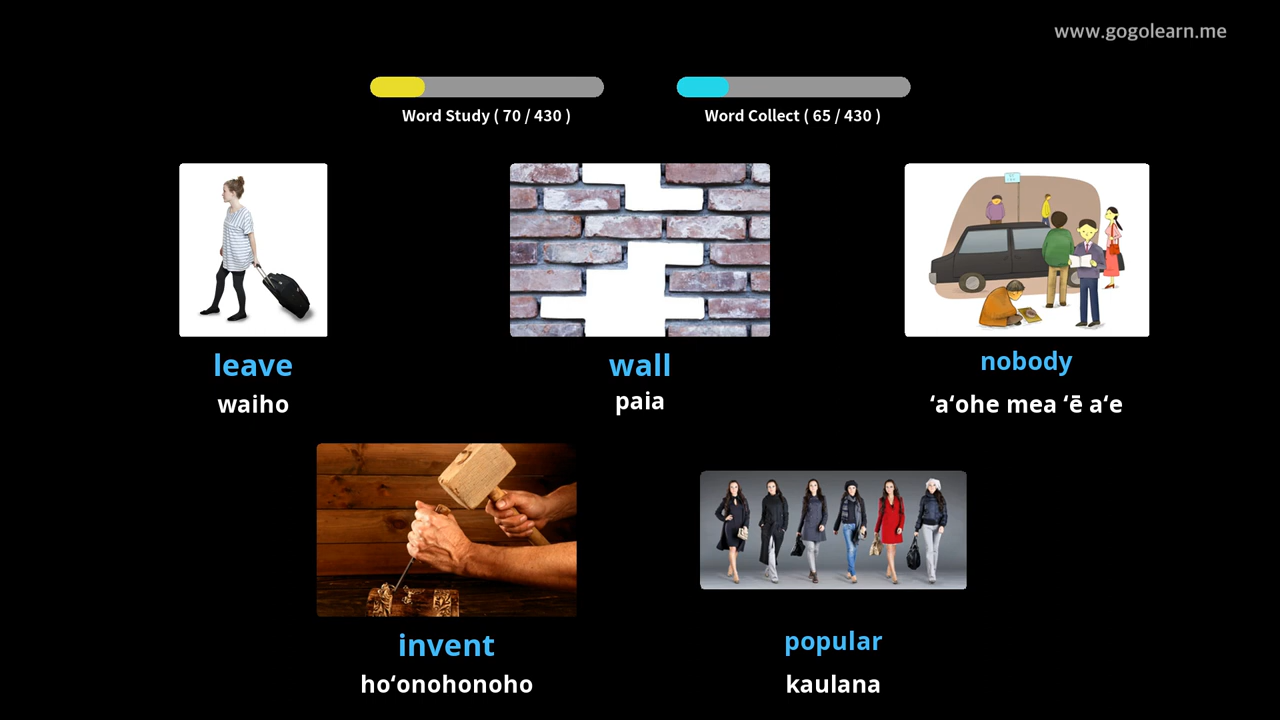 www.gogolearn.me
Word Study ( 70 / 430 )
Word Collect ( 65 / 430 )
leave
waiho
wall
paia
nobody
ʻaʻohe mea ʻē aʻe
invent
hoʻonohonoho
popular
kaulana